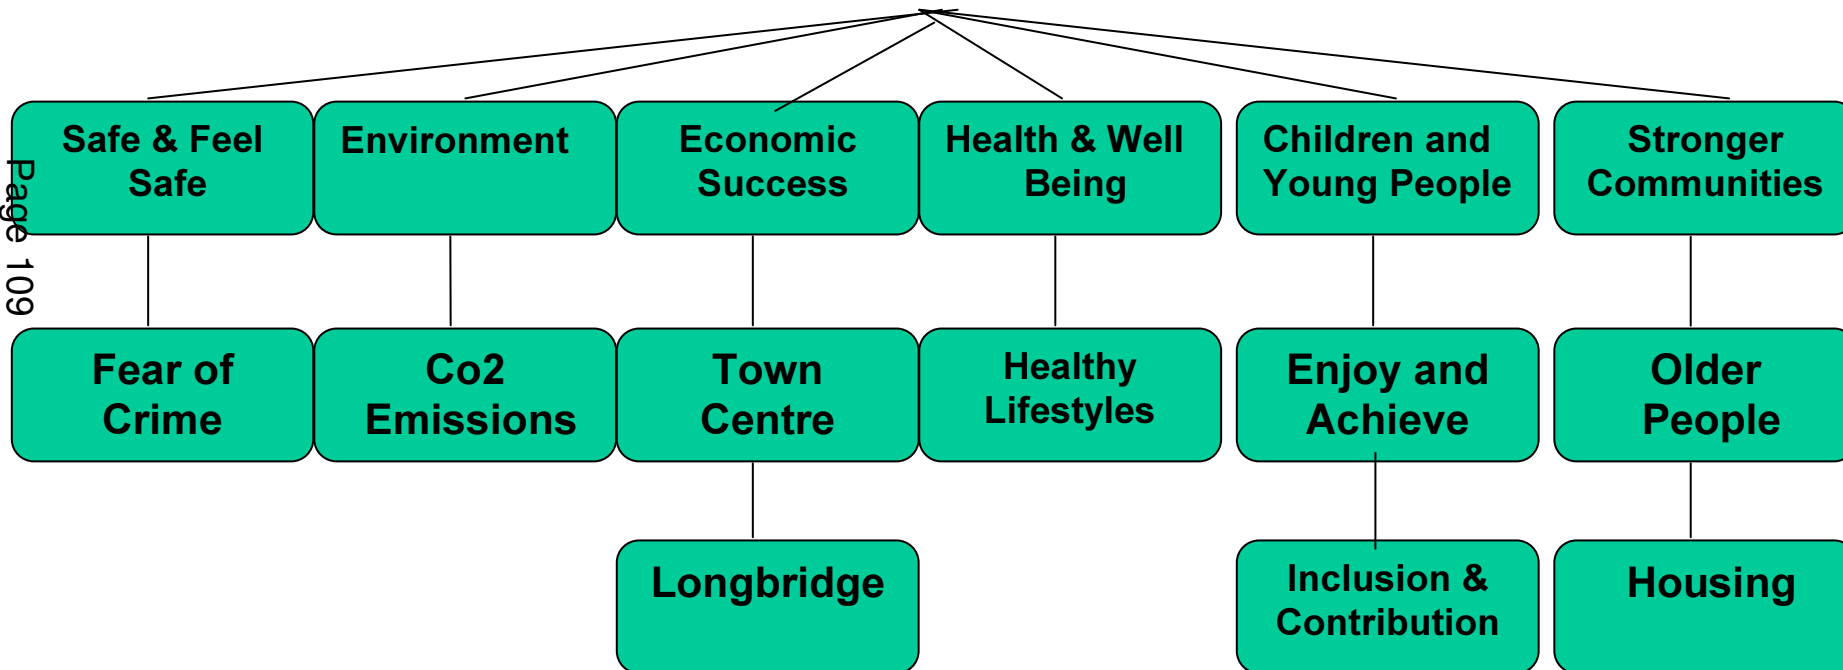 Safe & Feel
Safe
Environment
Economic
Success
Health & Well
Being
Children and
Young People
Stronger
Communities
Page 109
Fear of
Crime
Co2
Emissions
Town
Centre
Healthy
Lifestyles
Enjoy and
Achieve
Older
People
Longbridge
Inclusion &
Contribution
Housing